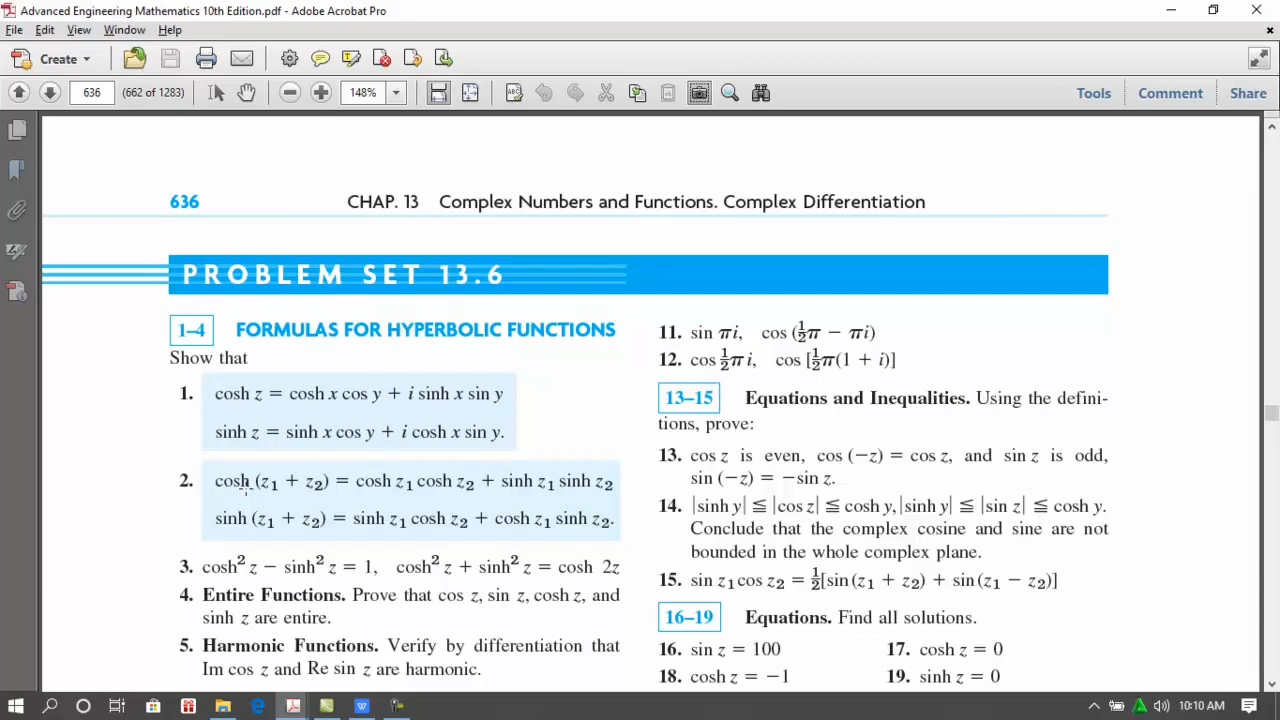 Advanced Engineering Mathematics 10th Edition.pdf - Adobe Acrobat Pro
File Edit View Window Help
Create
636 (662 of 1283) 148% Tools Comment Share
636 CHAP. 13 Complex Numbers and Functions. Complex Differentiation
PROBLEM SET 13.6
1–4 FORMULAS FOR HYPERBOLIC FUNCTIONS
Show that
1. cosh z = cosh x cos y + i sinh x sin y
sinh z = sinh x cos y + i cosh x sin y.
2. cosh (z₁ + z₂) = cosh z₁ cosh z₂ + sinh z₁ sinh z₂
sinh (z₁ + z₂) = sinh z₁ cosh z₂ + cosh z₁ sinh z₂.
3. cosh² z − sinh² z = 1, cosh² z + sinh² z = cosh 2z
4. Entire Functions. Prove that cos z, sin z, cosh z, and
sinh z are entire.
5. Harmonic Functions. Verify by differentiation that
Im cos z and Re sin z are harmonic.
11. sin πi, cos (½π − πi)
12. cos ½πi, cos [½π(1 + i)]
13–15 Equations and Inequalities. Using the defini-
tions, prove:
13. cos z is even, cos (−z) = cos z, and sin z is odd,
sin (−z) = −sin z.
14. |sinh y| ≦ |cos z| ≦ cosh y, |sinh y| ≦ |sin z| ≦ cosh y.
Conclude that the complex cosine and sine are not
bounded in the whole complex plane.
15. sin z₁ cos z₂ = ½[sin (z₁ + z₂) + sin (z₁ − z₂)]
16–19 Equations. Find all solutions.
16. sin z = 100 17. cosh z = 0
18. cosh z = −1 19. sinh z = 0
10:10 AM